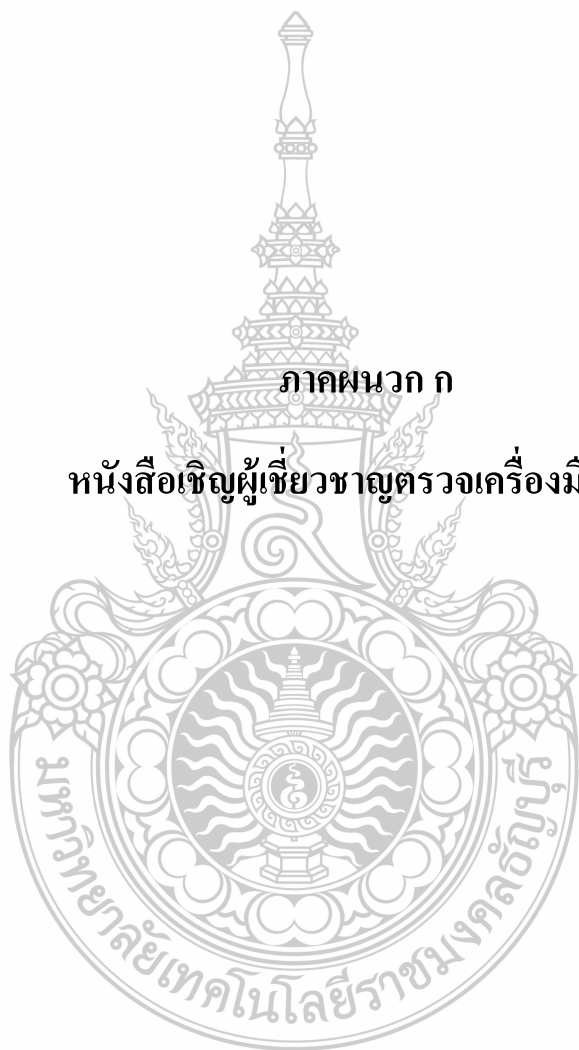 ภาคผนวก ก
หนังสือเชิญผู้เชี่ยวชาญตรวจเครื่องมื
มหาวิทยาลัยเทคโนโลยีราชมงคลธัญบุรี